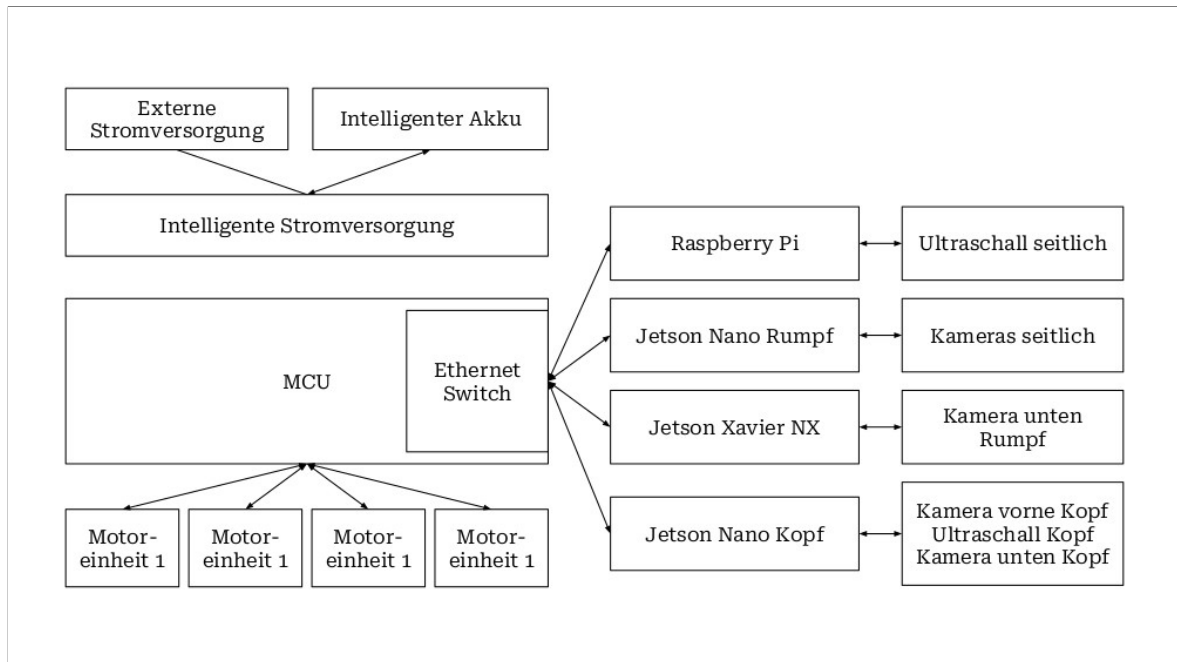 Externe
Stromversorgung
Intelligenter Akku
Intelligente Stromversorgung
MCU
Ethernet
Switch
Motor-
einheit 1
Motor-
einheit 1
Motor-
einheit 1
Motor-
einheit 1
Raspberry Pi
Ultraschall seitlich
Jetson Nano Rumpf
Kameras seitlich
Jetson Xavier NX
Kamera unten
Rumpf
Jetson Nano Kopf
Kamera vorne Kopf
Ultraschall Kopf
Kamera unten Kopf